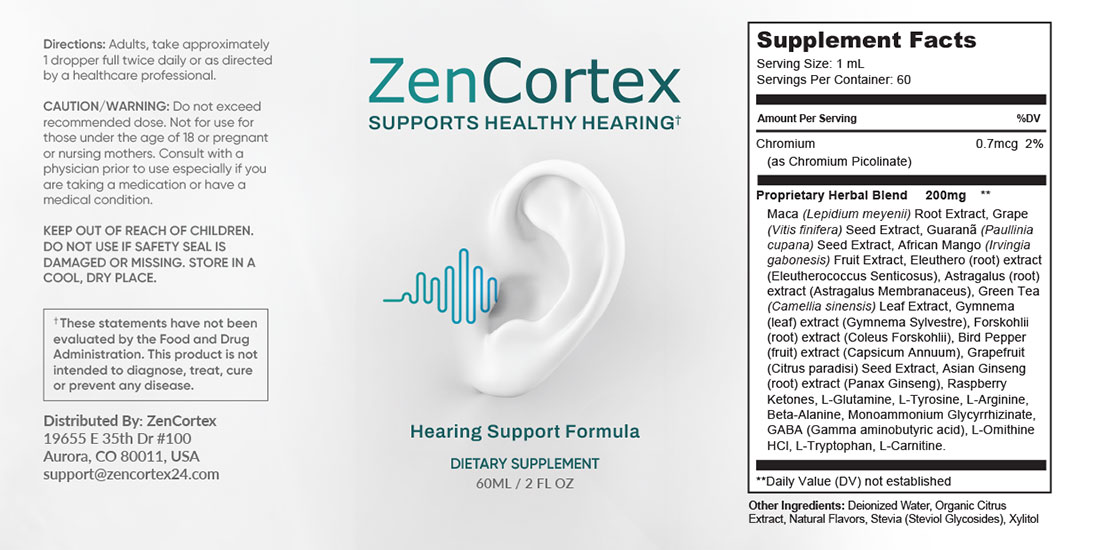 Directions: Adults, take approximately
1 dropper full twice daily or as directed
by a healthcare professional.
CAUTION/WARNING: Do not exceed
recommended dose. Not for use for
those under the age of 18 or pregnant
or nursing mothers. Consult with a
physician prior to use especially if you
are taking a medication or have a
medical condition.
KEEP OUT OF REACH OF CHILDREN.
DO NOT USE IF SAFETY SEAL IS
DAMAGED OR MISSING. STORE IN A
COOL, DRY PLACE.
†These statements have not been
evaluated by the Food and Drug
Administration. This product is not
intended to diagnose, treat, cure
or prevent any disease.
Distributed By: ZenCortex
19655 E 35th Dr #100
Aurora, CO 80011, USA
support@zencortex24.com
ZenCortex
SUPPORTS HEALTHY HEARING†
Hearing Support Formula
DIETARY SUPPLEMENT
60ML / 2 FL OZ
Supplement Facts
Serving Size: 1 mL
Servings Per Container: 60
Amount Per Serving %DV
Chromium 0.7mcg 2%
(as Chromium Picolinate)
Proprietary Herbal Blend 200mg **
Maca (Lepidium meyenii) Root Extract, Grape
(Vitis finifera) Seed Extract, Guaranã (Paullinia
cupana) Seed Extract, African Mango (Irvingia
gabonesis) Fruit Extract, Eleuthero (root) extract
(Eleutherococcus Senticosus), Astragalus (root)
extract (Astragalus Membranaceus), Green Tea
(Camellia sinensis) Leaf Extract, Gymnema
(leaf) extract (Gymnema Sylvestre), Forskohlii
(root) extract (Coleus Forskohlii), Bird Pepper
(fruit) extract (Capsicum Annuum), Grapefruit
(Citrus paradisi) Seed Extract, Asian Ginseng
(root) extract (Panax Ginseng), Raspberry
Ketones, L-Glutamine, L-Tyrosine, L-Arginine,
Beta-Alanine, Monoammonium Glycyrrhizinate,
GABA (Gamma aminobutyric acid), L-Omithine
HCI, L-Tryptophan, L-Carnitine.
**Daily Value (DV) not established
Other Ingredients: Deionized Water, Organic Citrus
Extract, Natural Flavors, Stevia (Steviol Glycosides), Xylitol